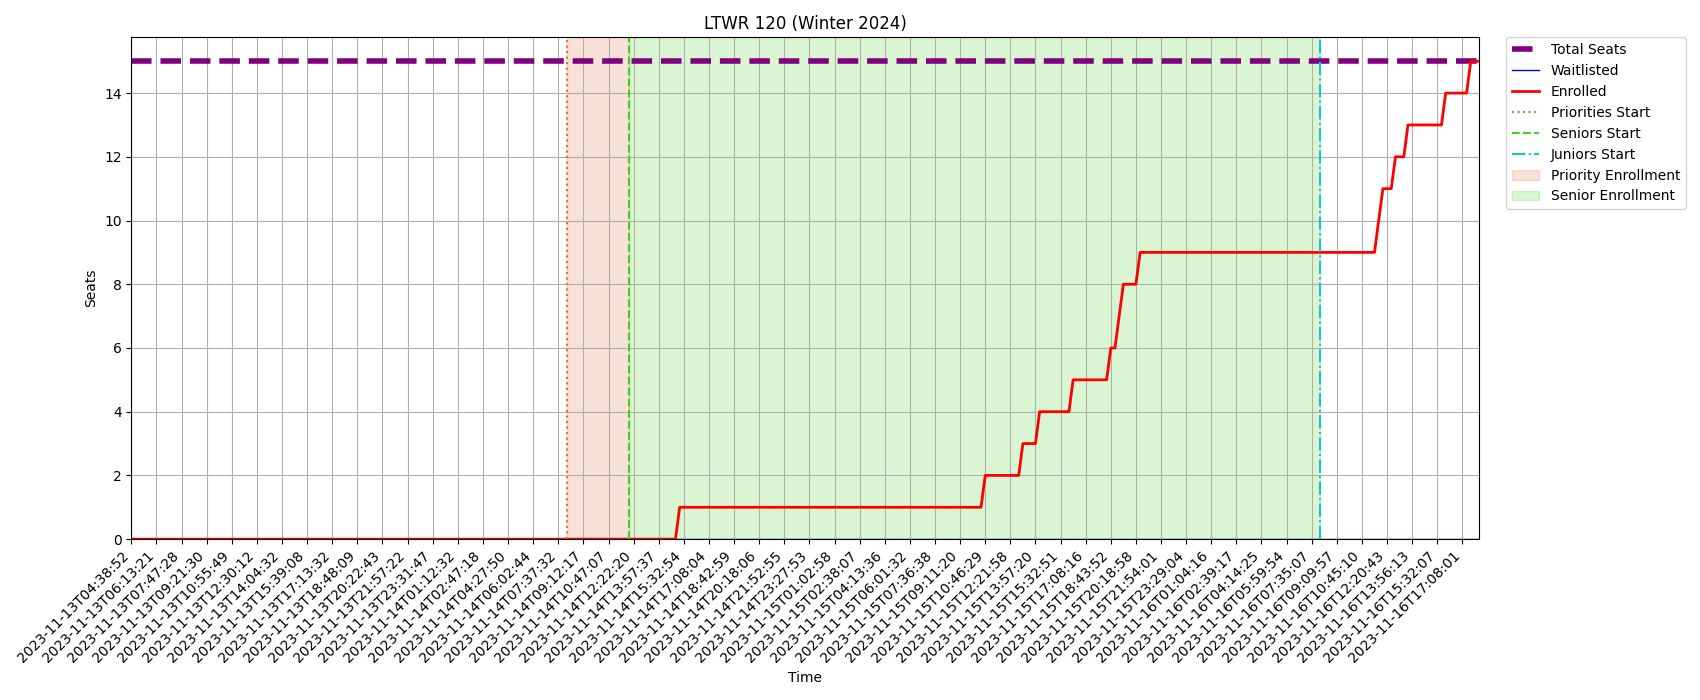 LTWR 120 (Winter 2024)
Total Seats
Waitlisted
Enrolled
Priorities Start
Seniors Start
Juniors Start
Priority Enrollment
Senior Enrollment
Seats
14
12
10
8
6
4
2
0
2023-11-13T04:38:52
2023-11-13T06:13:21
2023-11-13T07:47:28
2023-11-13T09:21:30
2023-11-13T10:55:49
2023-11-13T12:30:12
2023-11-13T14:04:32
2023-11-13T15:39:08
2023-11-13T17:13:32
2023-11-13T18:48:09
2023-11-13T20:22:43
2023-11-13T21:57:22
2023-11-13T23:31:47
2023-11-14T01:12:32
2023-11-14T02:47:18
2023-11-14T04:27:50
2023-11-14T06:02:44
2023-11-14T07:37:32
2023-11-14T09:12:17
2023-11-14T10:47:07
2023-11-14T12:22:20
2023-11-14T13:57:37
2023-11-14T15:32:54
2023-11-14T17:08:04
2023-11-14T18:42:59
2023-11-14T20:18:06
2023-11-14T21:52:55
2023-11-14T23:27:53
2023-11-15T01:02:58
2023-11-15T02:38:07
2023-11-15T04:13:36
2023-11-15T06:01:32
2023-11-15T07:36:38
2023-11-15T09:11:20
2023-11-15T10:46:29
2023-11-15T12:21:58
2023-11-15T13:57:20
2023-11-15T15:32:51
2023-11-15T17:08:16
2023-11-15T18:43:52
2023-11-15T20:18:58
2023-11-15T21:54:01
2023-11-15T23:29:04
2023-11-16T01:04:16
2023-11-16T02:39:17
2023-11-16T04:14:25
2023-11-16T05:59:54
2023-11-16T07:35:07
2023-11-16T09:09:57
2023-11-16T10:45:10
2023-11-16T12:20:43
2023-11-16T13:56:13
2023-11-16T15:32:07
2023-11-16T17:08:01
Time